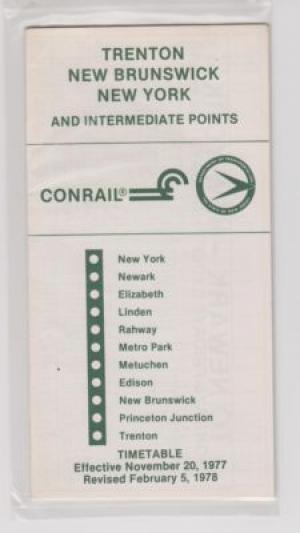 TRENTON
NEW BRUNSWICK
NEW YORK
AND INTERMEDIATE POINTS
CONRAIL®
New York
Newark
Elizabeth
Linden
Rahway
Metro Park
Metuchen
Edison
New Brunswick
Princeton Junction
Trenton
TIMETABLE
Effective November 20, 1977
Revised February 5, 1978